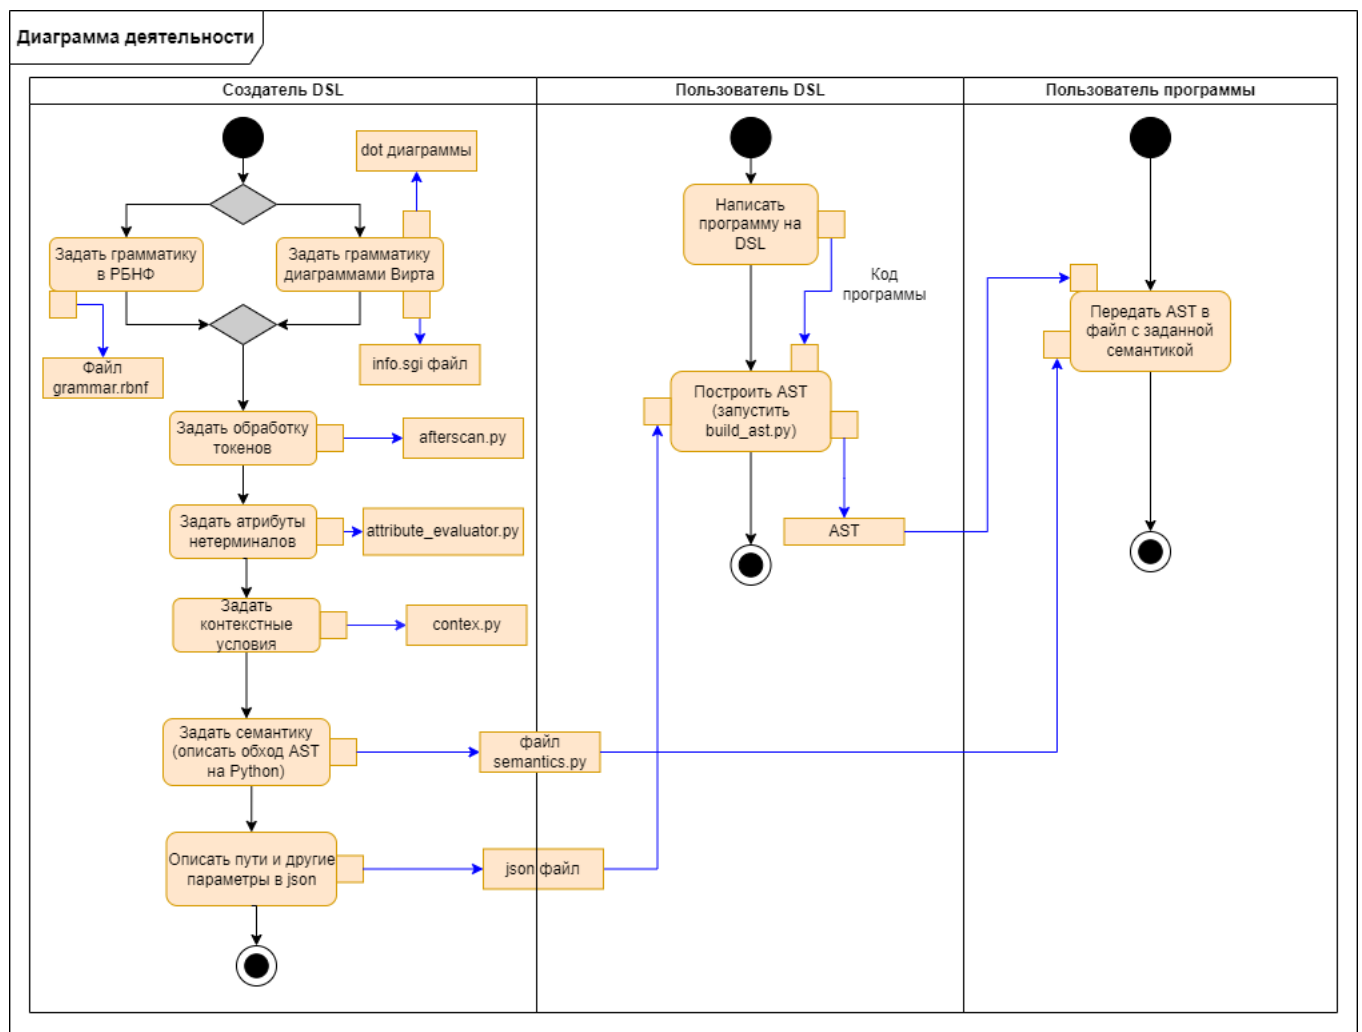 Диаграмма деятельности
Создатель DSL
Пользователь DSL
Пользователь программы
dot диаграммы
Задать грамматику
в РБНФ
Задать грамматику
диаграммами Вирта
Файл
grammar.rbnf
info.sgi файл
Задать обработку
токенов
afterscan.py
Задать атрибуты
нетерминалов
attribute_evaluator.py
Задать
контекстные
условия
contex.py
Задать семантику
(описать обход AST
на Python)
файл
semantics.py
Описать пути и другие
параметры в json
json файл
Написать
программу на
DSL
Код
программы
Построить AST
(запустить
build_ast.py)
AST
Передать AST в
файл с заданной
семантикой